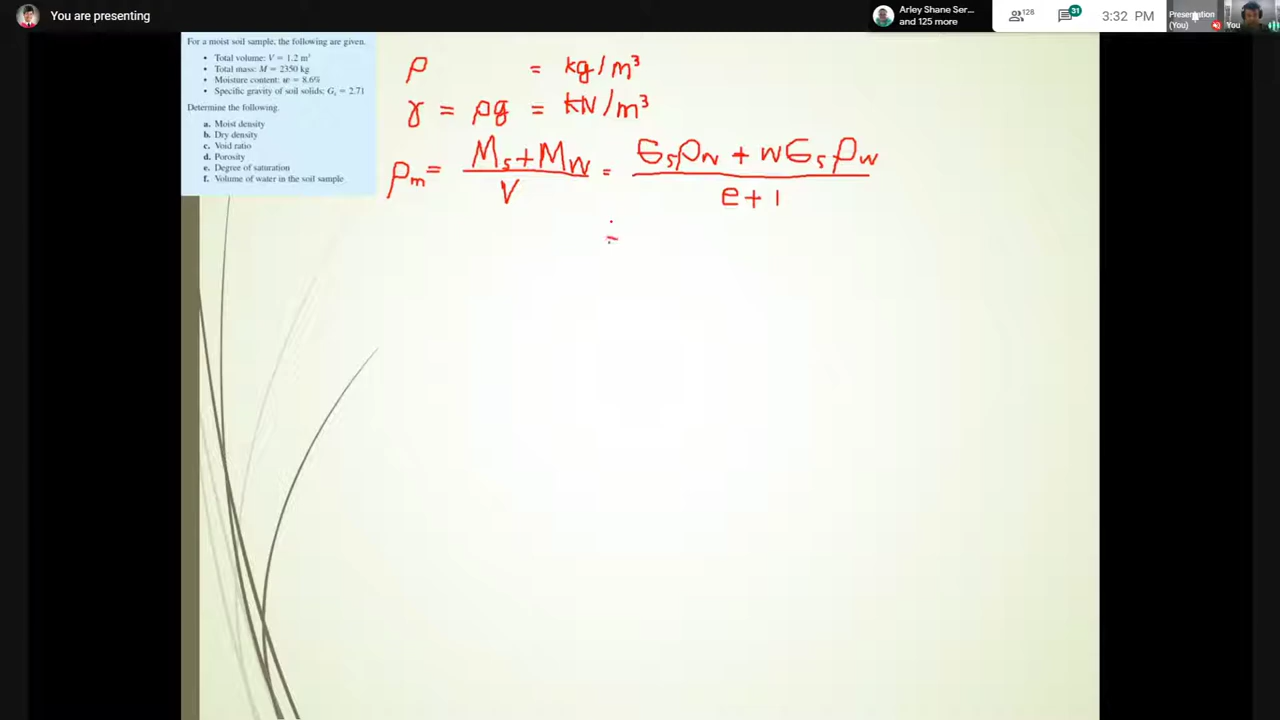 You are presenting
Arley Shane Ser...
and 125 more
128
31
3:32 PM
Presentation
(You)
You
For a moist soil sample, the following are given.
• Total volume: V = 1.2 m³
• Total mass: M = 2350 kg
• Moisture content: w = 8.6%
• Specific gravity of soil solids: Gₛ = 2.71
Determine the following.
a. Moist density
b. Dry density
c. Void ratio
d. Porosity
e. Degree of saturation
f. Volume of water in the soil sample
ρ = kg/m³
γ = ρg = kN/m³
ρm = Ms+Mw / V = Gsρw + wGsρw / e+1
=